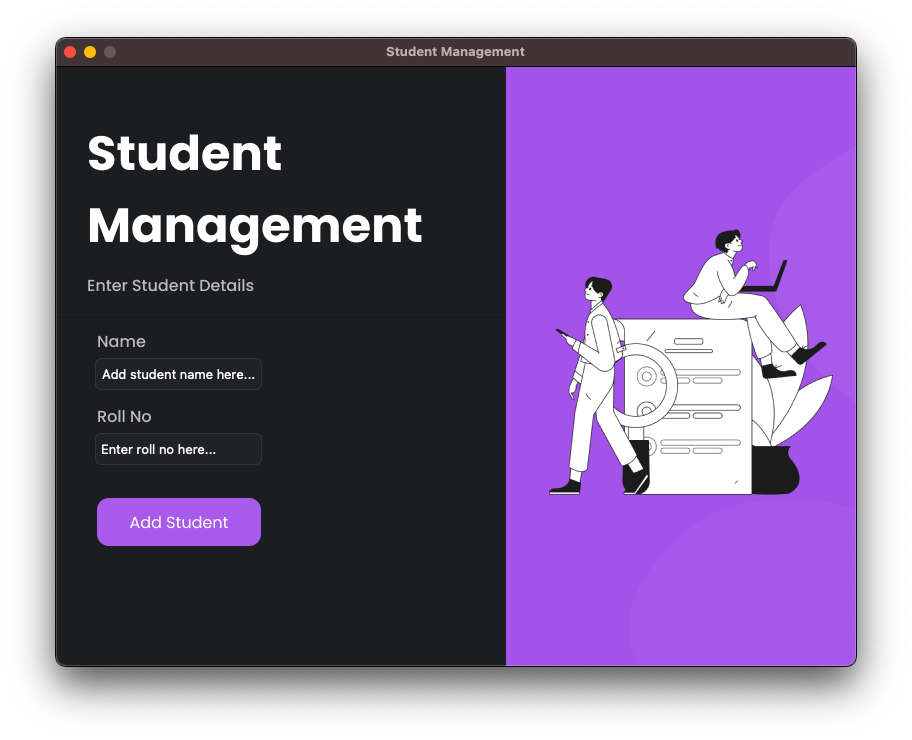 Student Management
Student
Management
Enter Student Details
Name
Add student name here...
Roll No
Enter roll no here...
Add Student